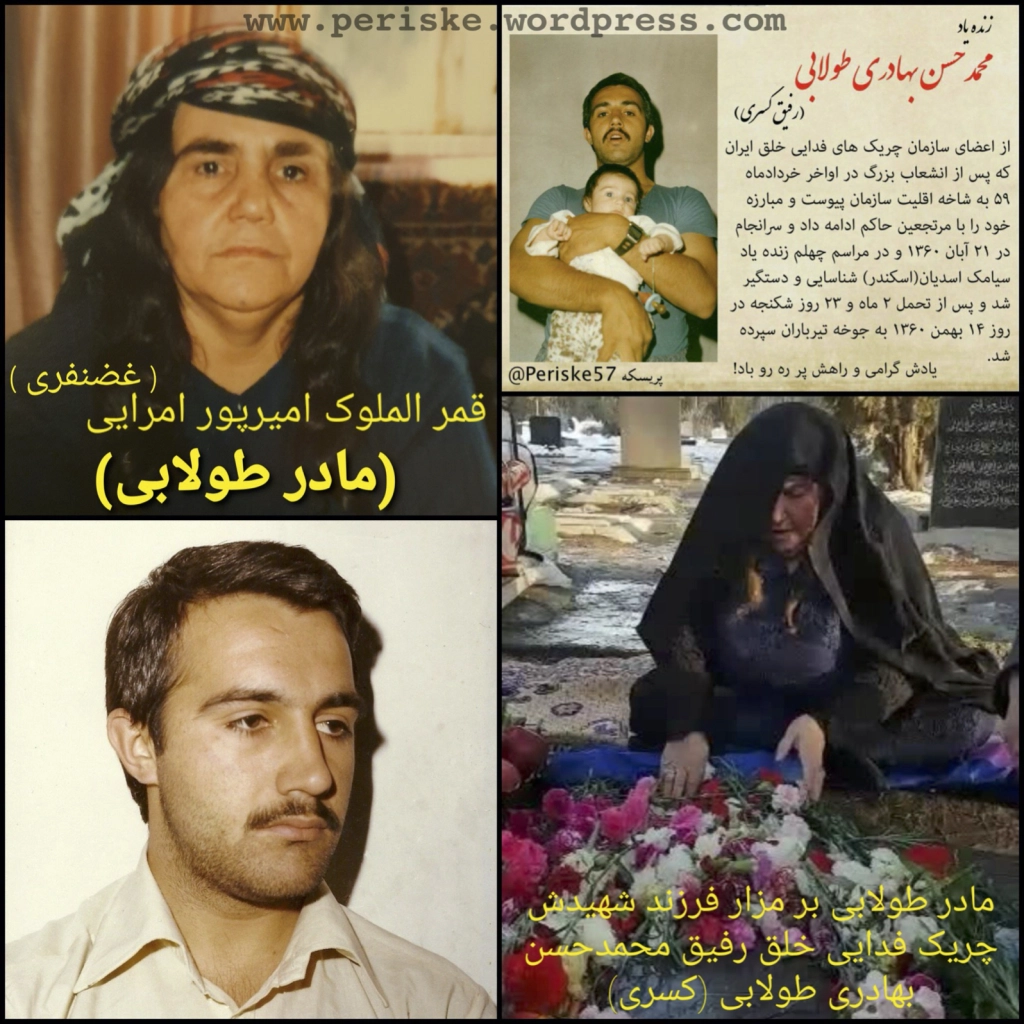 www.periske.wordpress.com
( غضنفری )
قمر الملوک امیرپور امرایی
(مادر طولابی)
زنده یاد
محمد حسن بهادری طولابی
(رفیق کسری)
از اعضای سازمان چریک های فدایی خلق ایران
که پس از انشعاب بزرگ در اواخر خردادماه
۵۹ به شاخه اقلیت سازمان پیوست و مبارزه
خود را با مرتجعین حاکم ادامه داد و سرانجام
در ۲۱ آبان ۱۳۶۰ و در مراسم چهلم زنده یاد
سیامک اسدیان(اسکندر) شناسایی و دستگیر
شد و پس از تحمل ۲ ماه و ۲۳ روز شکنجه در
روز ۱۴ بهمن ۱۳۶۰ به جوخه تیرباران سپرده
شد.
یادش گرامی و راهش پر ره رو باد!
پریسکه @Periske57
مادر طولابی بر مزار فرزند شهیدش
چریک فدایی خلق رفیق محمدحسن
بهادری طولابی (کسری)